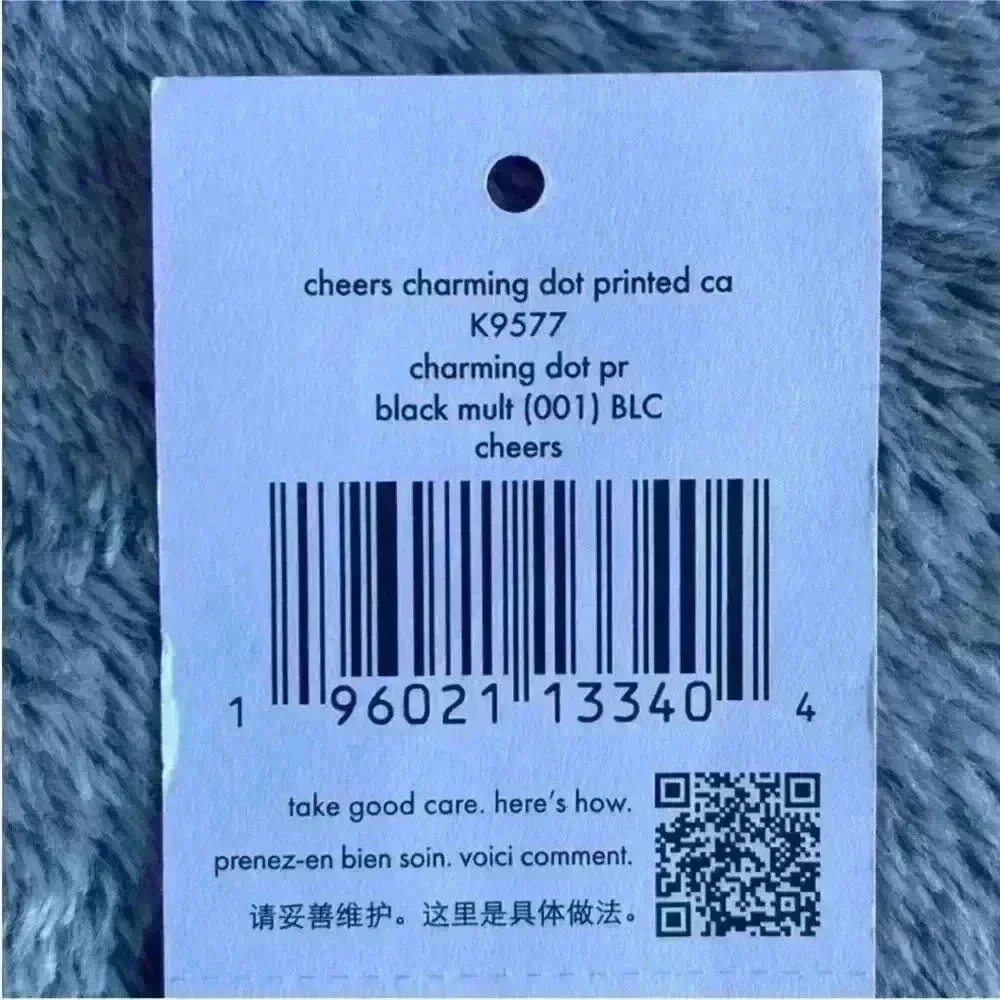 cheers charming dot printed ca
K9577
charming dot pr
black mult (001) BLC
cheers
1 96021 13340 4
take good care. here's how.
prenez-en bien soin. voici comment.
请妥善维护。这里是具体做法。